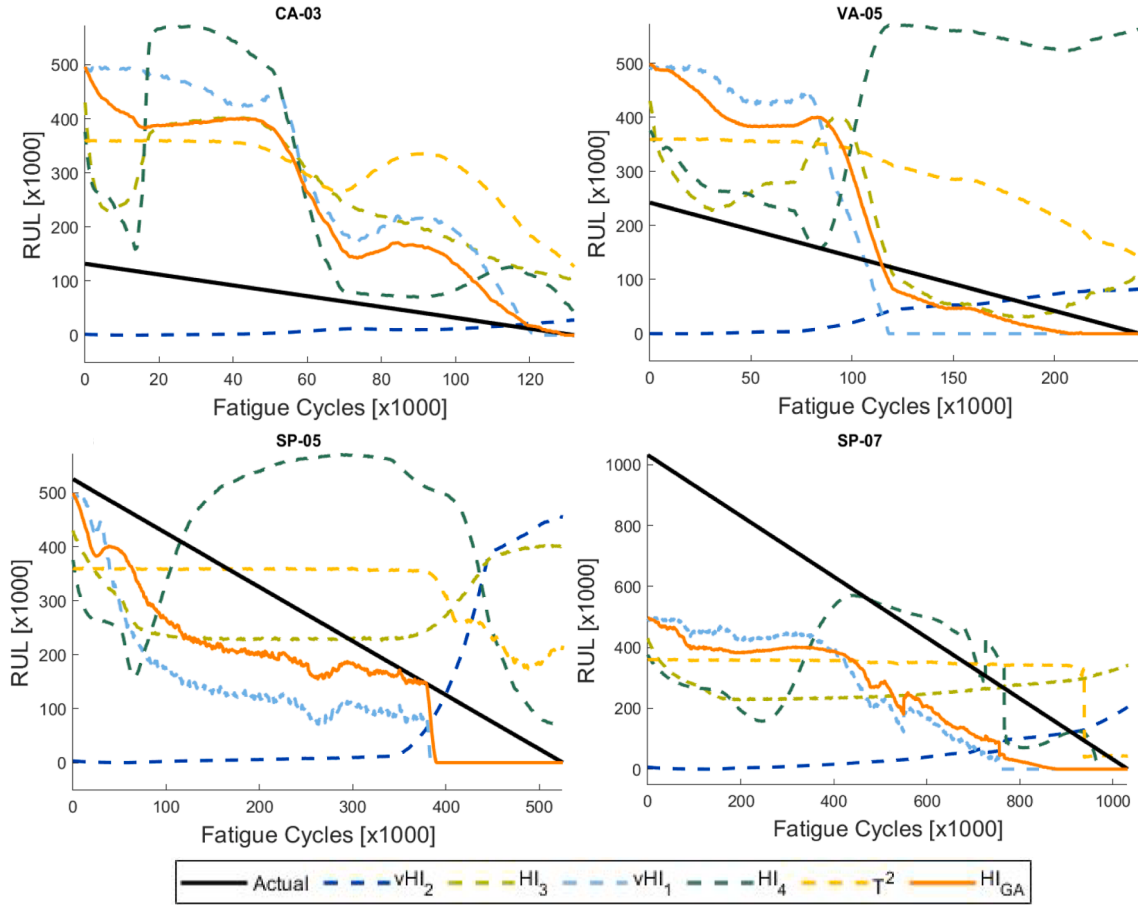 CA-03
RUL [x1000]
500
400
300
200
100
0
0 20 40 60 80 100 120
Fatigue Cycles [x1000]
VA-05
RUL [x1000]
500
400
300
200
100
0
0 50 100 150 200
Fatigue Cycles [x1000]
SP-05
RUL [x1000]
500
400
300
200
100
0
0 100 200 300 400 500
Fatigue Cycles [x1000]
SP-07
RUL [x1000]
1000
800
600
400
200
0
0 200 400 600 800 1000
Fatigue Cycles [x1000]
Actual vHI₂ HI₃ vHI₁ HI₄ T² HI_GA